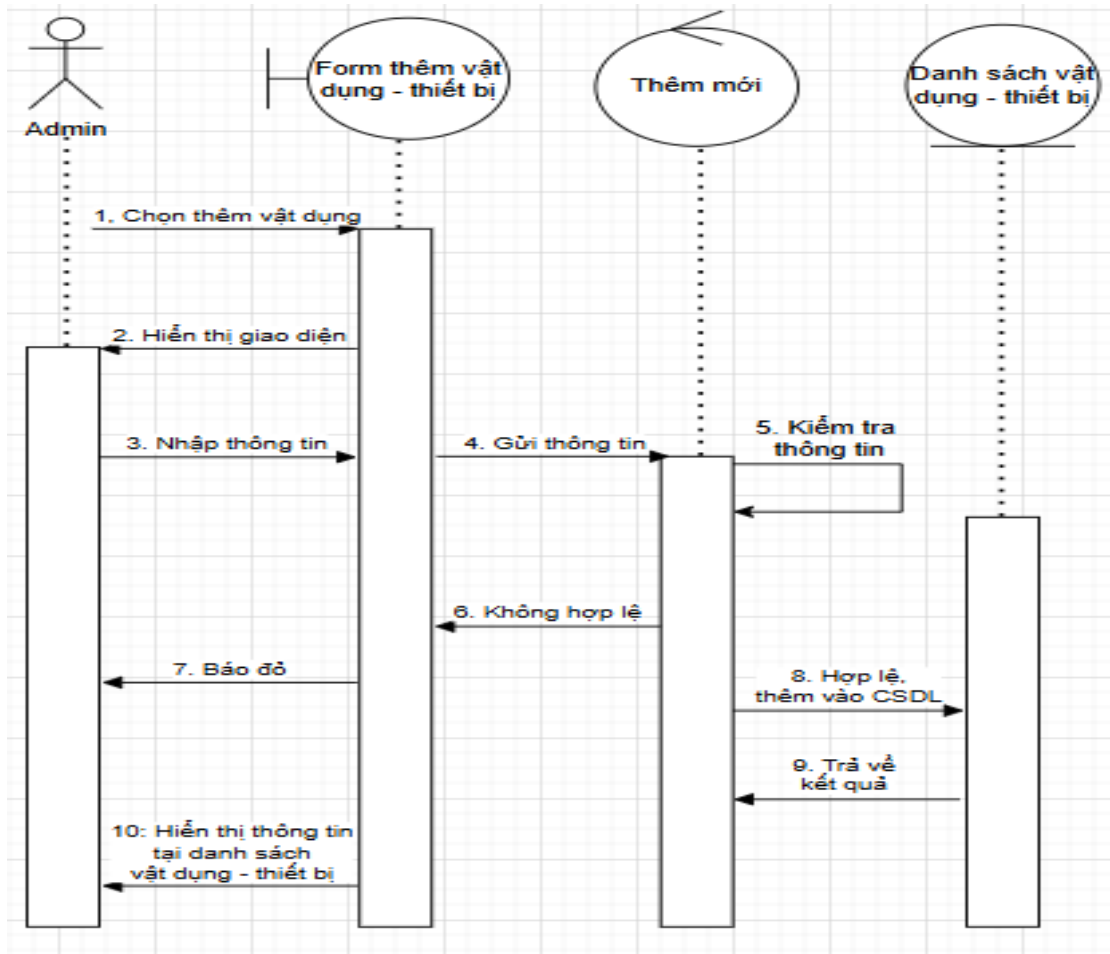 Form thêm vật
dụng - thiết bị
Thêm mới
Danh sách vật
dụng - thiết bị
Admin
1, Chọn thêm vật dụng
2. Hiển thị giao diện
3. Nhập thông tin
4. Gửi thông tin
5. Kiểm tra
thông tin
6. Không hợp lệ
7. Báo đỏ
8. Hợp lệ,
thêm vào CSDL
9. Trả về
kết quả
10: Hiển thị thông tin
tại danh sách
vật dụng - thiết bị